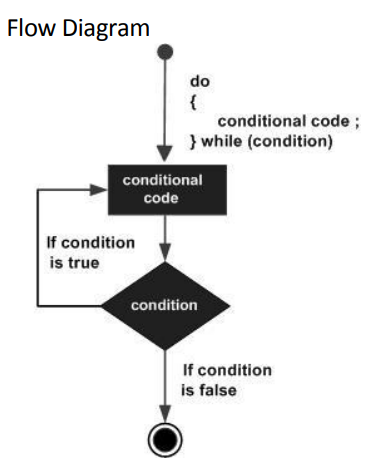 Flow Diagram
do
{
conditional code ;
} while (condition)
conditional
code
If condition
is true
condition
If condition
is false